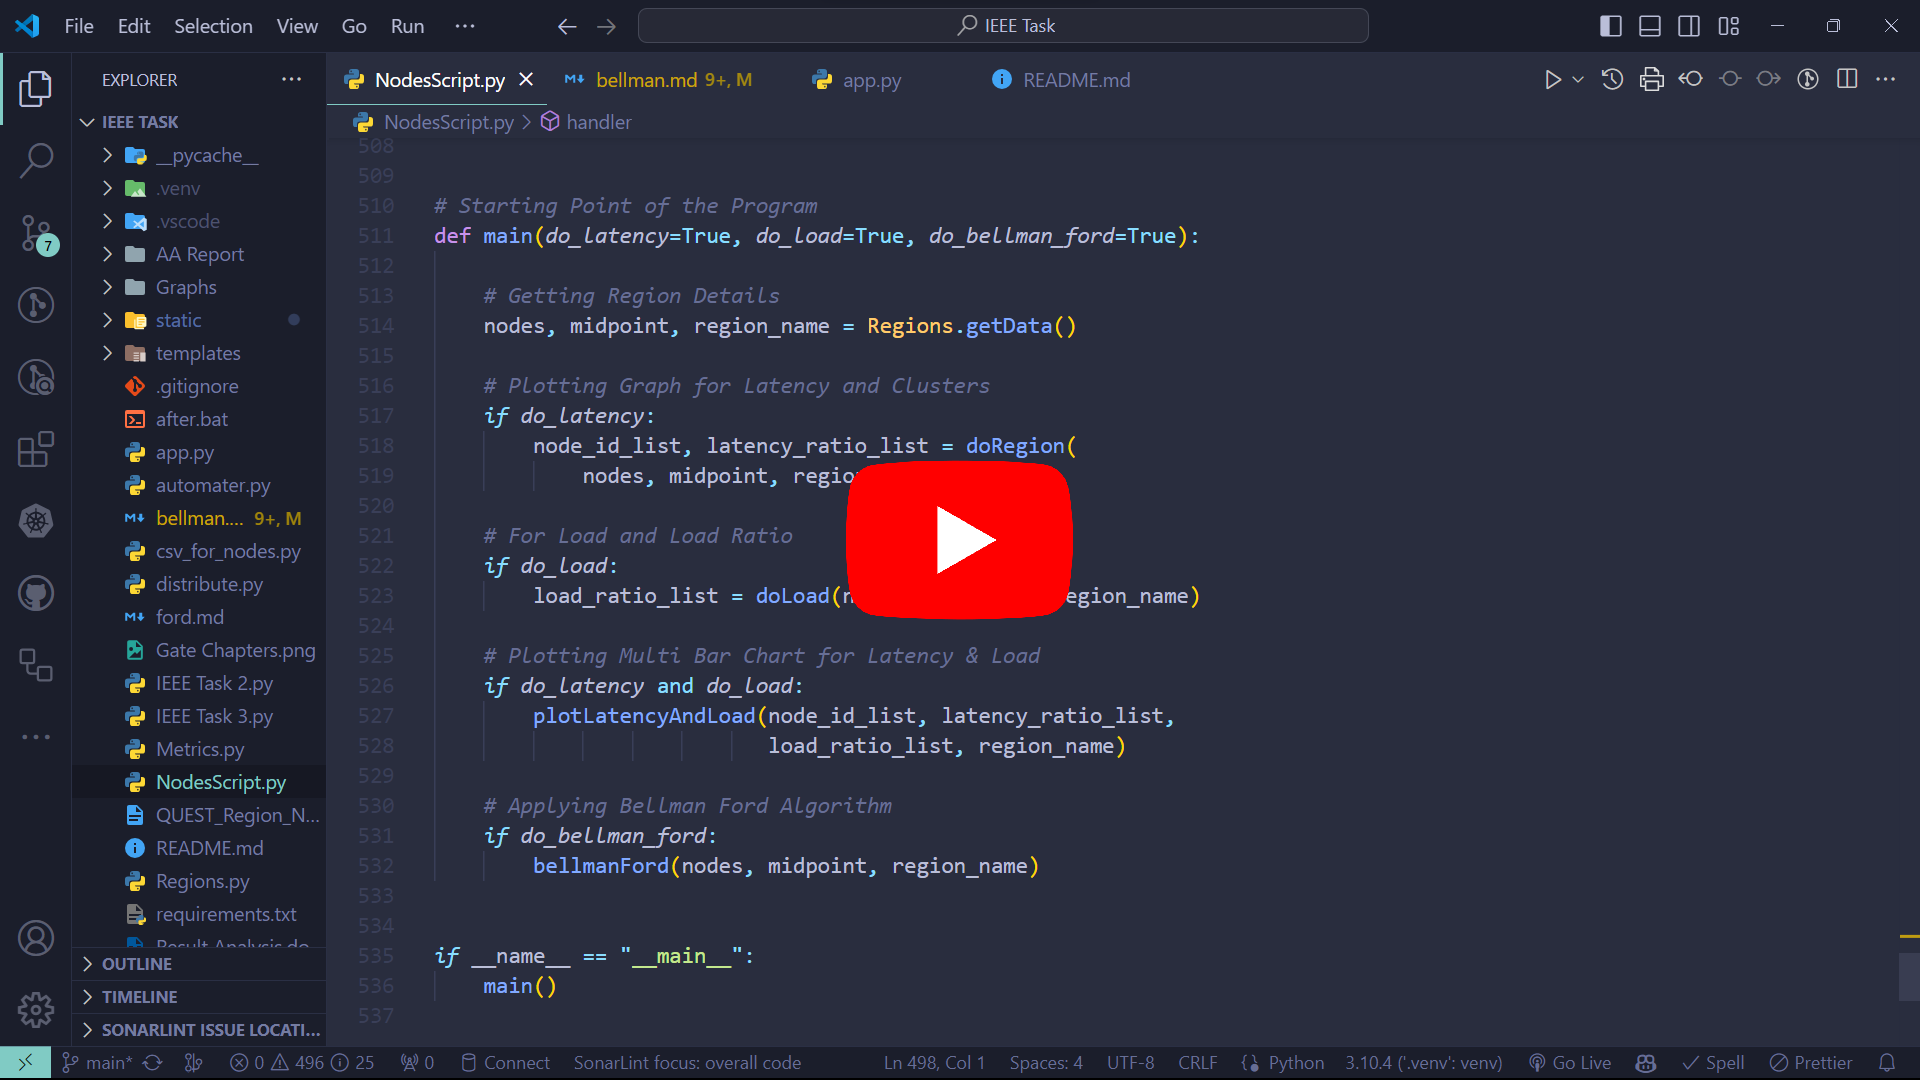 File Edit Selection View Go Run ···
IEEE Task
EXPLORER ···
NodesScript.py
bellman.md 9+, M
app.py
README.md
NodesScript.py > handler
IEEE TASK
__pycache__
.venv
.vscode
AA Report
Graphs
static
templates
.gitignore
after.bat
app.py
automater.py
bellman.... 9+, M
csv_for_nodes.py
distribute.py
ford.md
Gate Chapters.png
IEEE Task 2.py
IEEE Task 3.py
Metrics.py
NodesScript.py
QUEST_Region_N...
README.md
Regions.py
requirements.txt
Result Analysis.do
OUTLINE
TIMELINE
SONARLINT ISSUE LOCATI...
7
508
509
510 # Starting Point of the Program
511 def main(do_latency=True, do_load=True, do_bellman_ford=True):
512
513 # Getting Region Details
514 nodes, midpoint, region_name = Regions.getData()
515
516 # Plotting Graph for Latency and Clusters
517 if do_latency:
518 node_id_list, latency_ratio_list = doRegion(
519 nodes, midpoint, regio
520
521 # For Load and Load Ratio
522 if do_load:
523 load_ratio_list = doLoad(n egion_name)
524
525 # Plotting Multi Bar Chart for Latency & Load
526 if do_latency and do_load:
527 plotLatencyAndLoad(node_id_list, latency_ratio_list,
528 load_ratio_list, region_name)
529
530 # Applying Bellman Ford Algorithm
531 if do_bellman_ford:
532 bellmanFord(nodes, midpoint, region_name)
533
534
535 if __name__ == "__main__":
536 main()
537
main* 0 496 25 0 Connect SonarLint focus: overall code Ln 498, Col 1 Spaces: 4 UTF-8 CRLF Python 3.10.4 ('.venv': venv) Go Live Spell Prettier